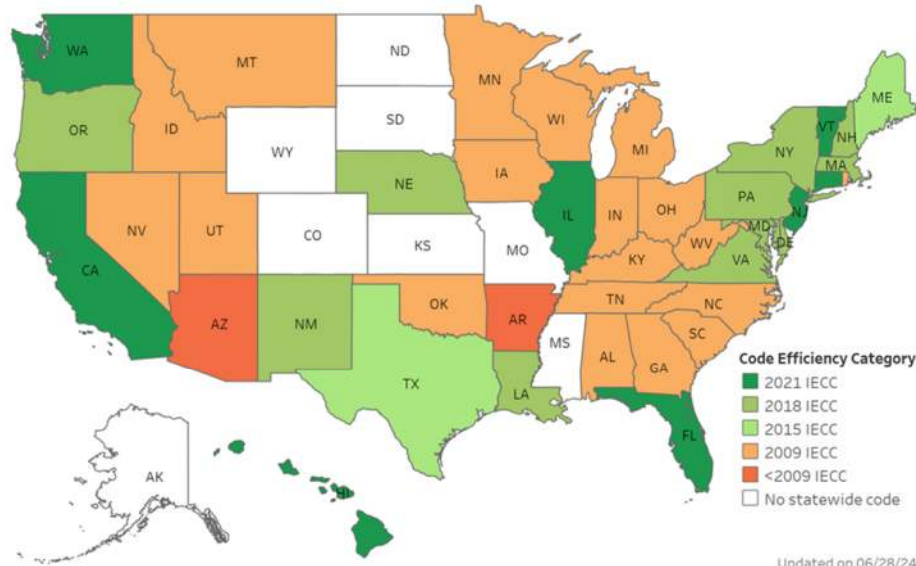 WA
MT
ND
MN
ME
OR
ID
SD
WI
VT
NH
WY
MI
NY
MA
IA
NE
PA
NV
UT
CO
IL
IN
OH
NJ
MD
DE
CA
KS
MO
WV
VA
KY
AZ
NM
OK
AR
TN
NC
SC
MS
AL
GA
TX
LA
FL
AK
HI
Code Efficiency Category
2021 IECC
2018 IECC
2015 IECC
2009 IECC
<2009 IECC
No statewide code
Updated on 06/28/24